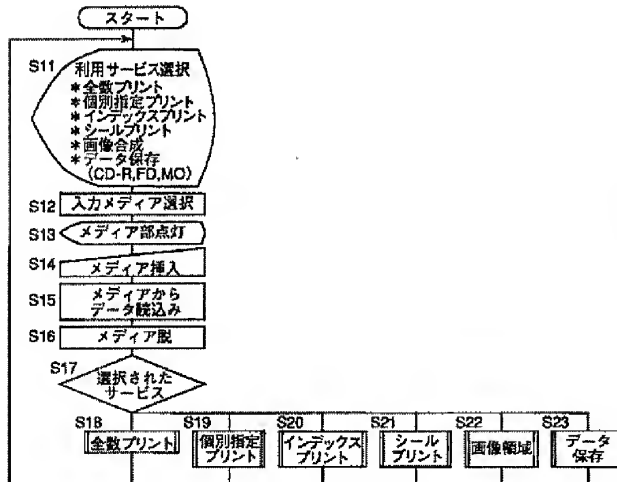 スタート
S11
利用サービス選択
*全数プリント
*個別指定プリント
*インデックスプリント
*シールプリント
*画像合成
*データ保存
(CD-R,FD,MO)
S12 入力メディア選択
S13 メディア部点灯
S14 メディア挿入
S15 メディアから
データ読込み
S16 メディア脱
S17 選択された
サービス
S18 全数プリント
S19 個別指定
プリント
S20 インデックス
プリント
S21 シール
プリント
S22 画像領域
S23 データ
保存